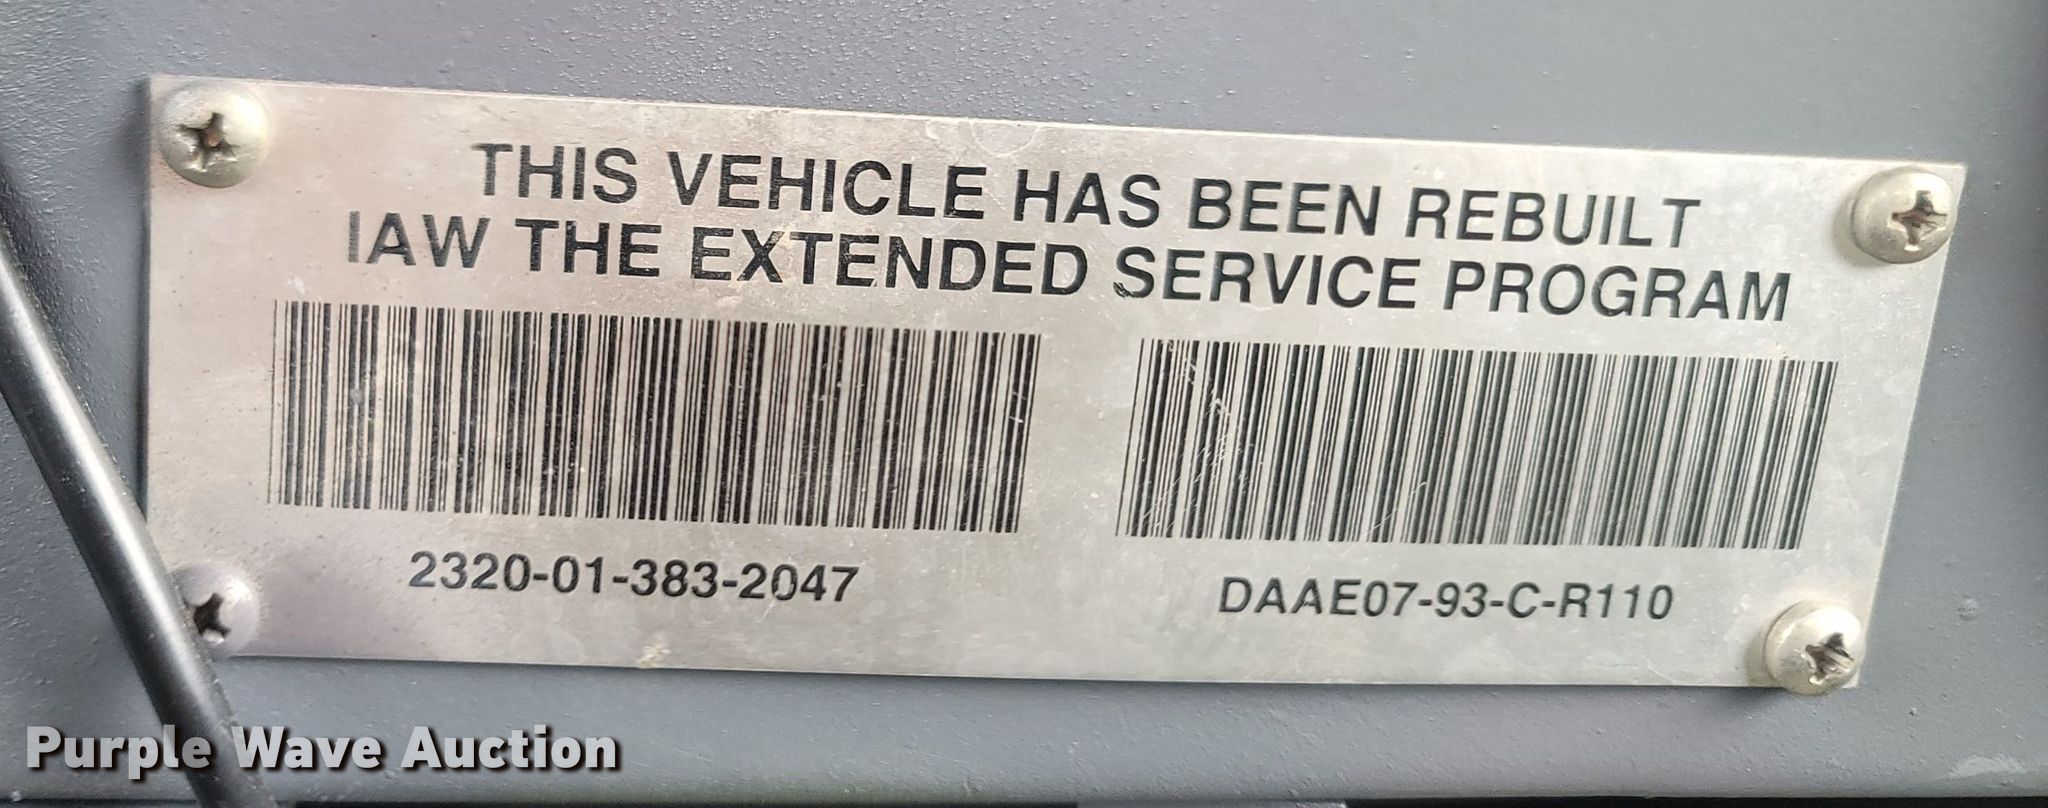 THIS VEHICLE HAS BEEN REBUILT
IAW THE EXTENDED SERVICE PROGRAM
2320-01-383-2047
DAAE07-93-C-R110
Purple Wave Auction